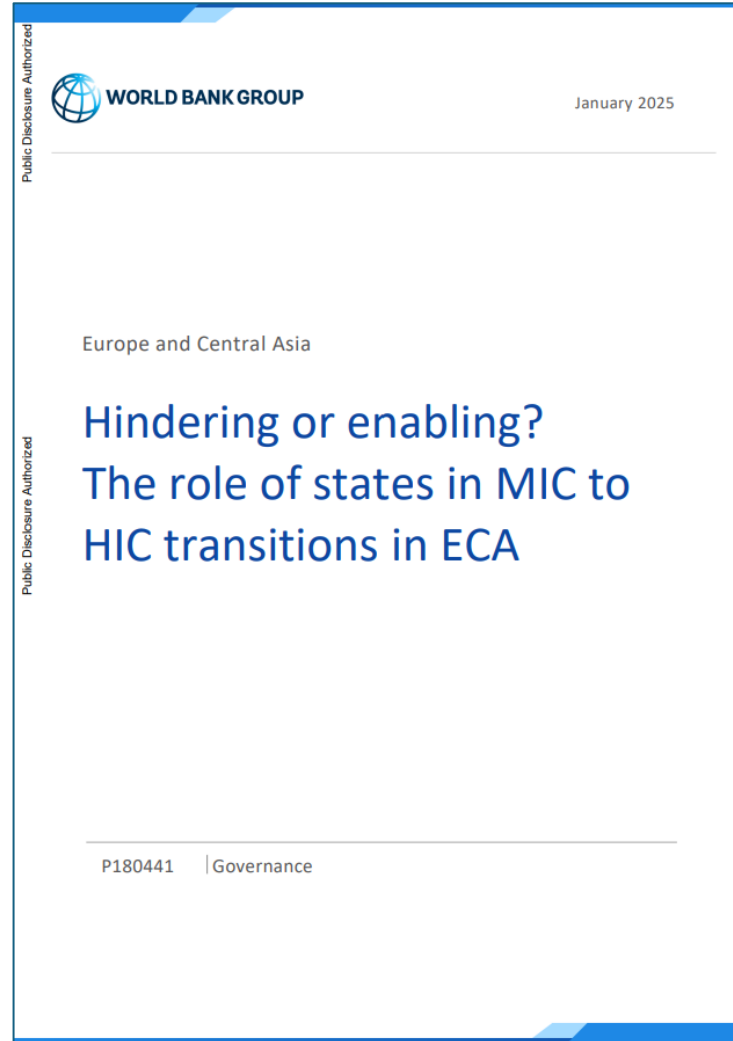 Public Disclosure Authorized
WORLD BANK GROUP
January 2025
Europe and Central Asia
Hindering or enabling?
The role of states in MIC to
HIC transitions in ECA
Public Disclosure Authorized
P180441 Governance